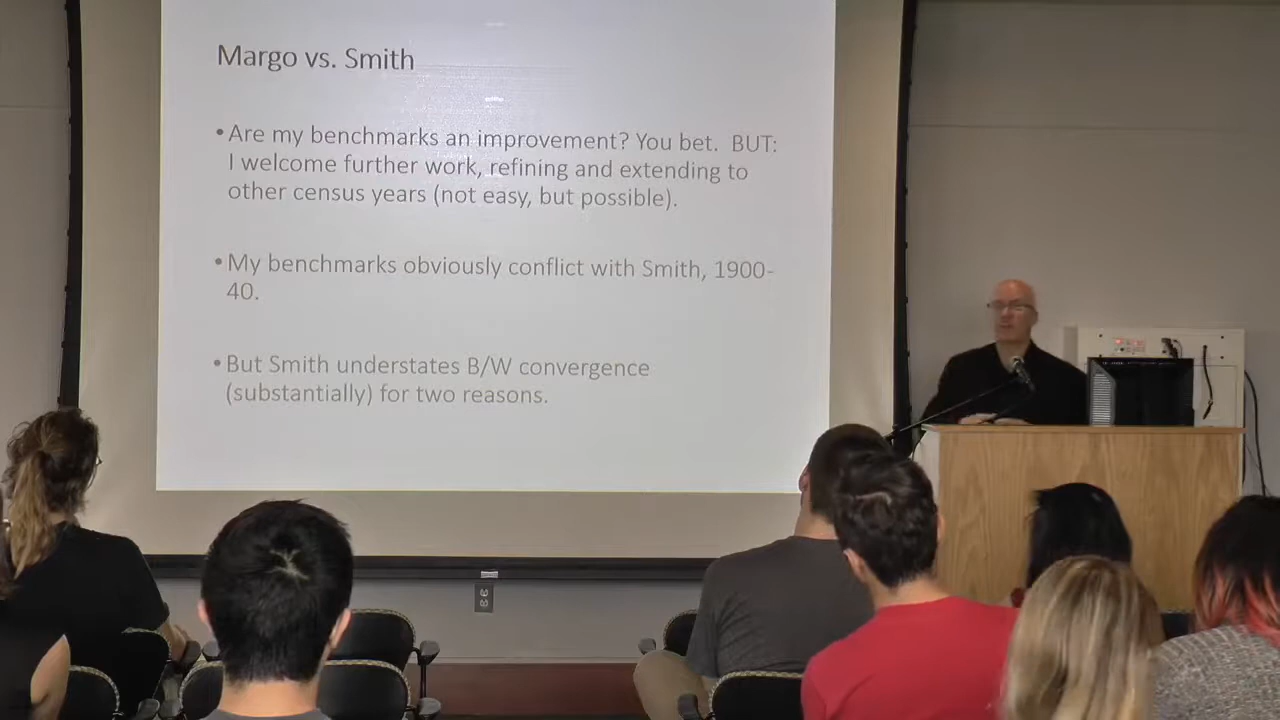 Margo vs. Smith
•Are my benchmarks an improvement? You bet.  BUT:
I welcome further work, refining and extending to
other census years (not easy, but possible).
•My benchmarks obviously conflict with Smith, 1900-
40.
•But Smith understates B/W convergence
(substantially) for two reasons.